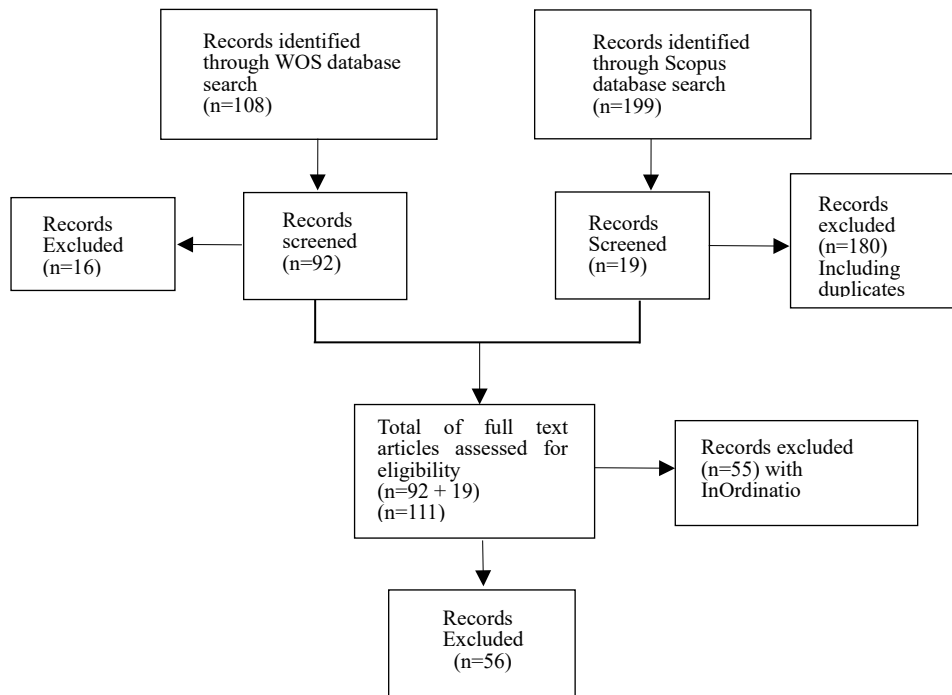 Records identified
through WOS database
search
(n=108)
Records identified
through Scopus
database search
(n=199)
Records
Excluded
(n=16)
Records
screened
(n=92)
Records
Screened
(n=19)
Records
excluded
(n=180)
Including
duplicates
Total of full text
articles assessed for
eligibility
(n=92 + 19)
(n=111)
Records excluded
(n=55) with
InOrdinatio
Records
Excluded
(n=56)